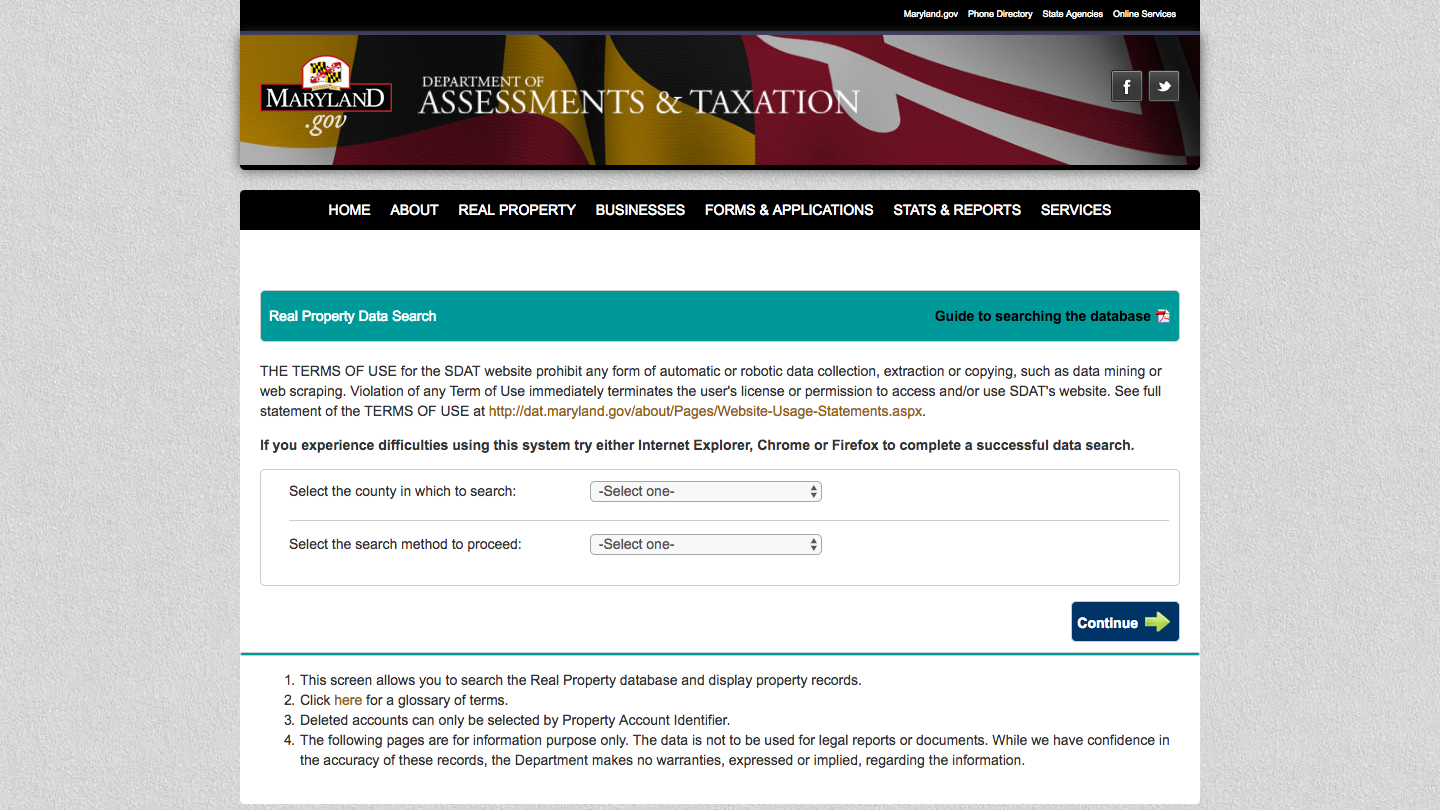 Maryland.gov Phone Directory State Agencies Online Services
MARYLAND
.gov
DEPARTMENT OF
ASSESSMENTS & TAXATION
f
HOME ABOUT REAL PROPERTY BUSINESSES FORMS & APPLICATIONS STATS & REPORTS SERVICES
Real Property Data Search Guide to searching the database
THE TERMS OF USE for the SDAT website prohibit any form of automatic or robotic data collection, extraction or copying, such as data mining or
web scraping. Violation of any Term of Use immediately terminates the user's license or permission to access and/or use SDAT's website. See full
statement of the TERMS OF USE at http://dat.maryland.gov/about/Pages/Website-Usage-Statements.aspx.
If you experience difficulties using this system try either Internet Explorer, Chrome or Firefox to complete a successful data search.
Select the county in which to search: -Select one-
Select the search method to proceed: -Select one-
Continue
1. This screen allows you to search the Real Property database and display property records.
2. Click here for a glossary of terms.
3. Deleted accounts can only be selected by Property Account Identifier.
4. The following pages are for information purpose only. The data is not to be used for legal reports or documents. While we have confidence in
the accuracy of these records, the Department makes no warranties, expressed or implied, regarding the information.